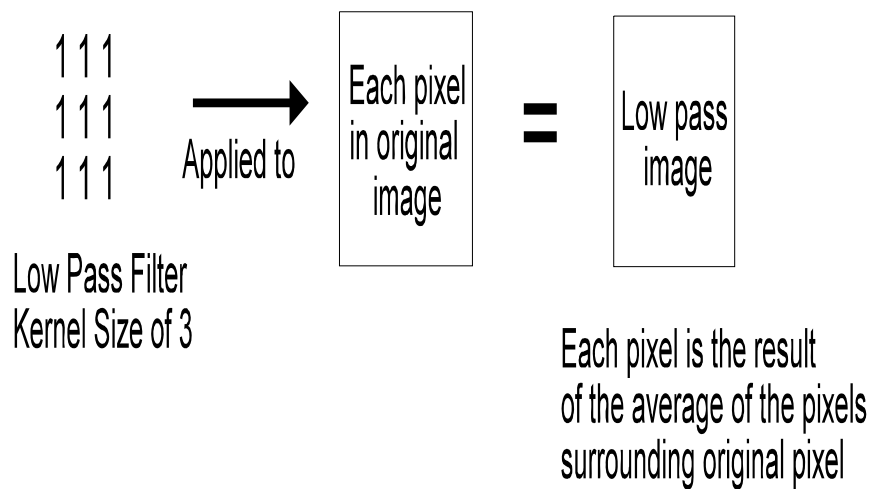 1 1 1
1 1 1
1 1 1
Low Pass Filter
Kernel Size of 3
Applied to
Each pixel
in original
image
=
Low pass
image
Each pixel is the result
of the average of the pixels
surrounding original pixel